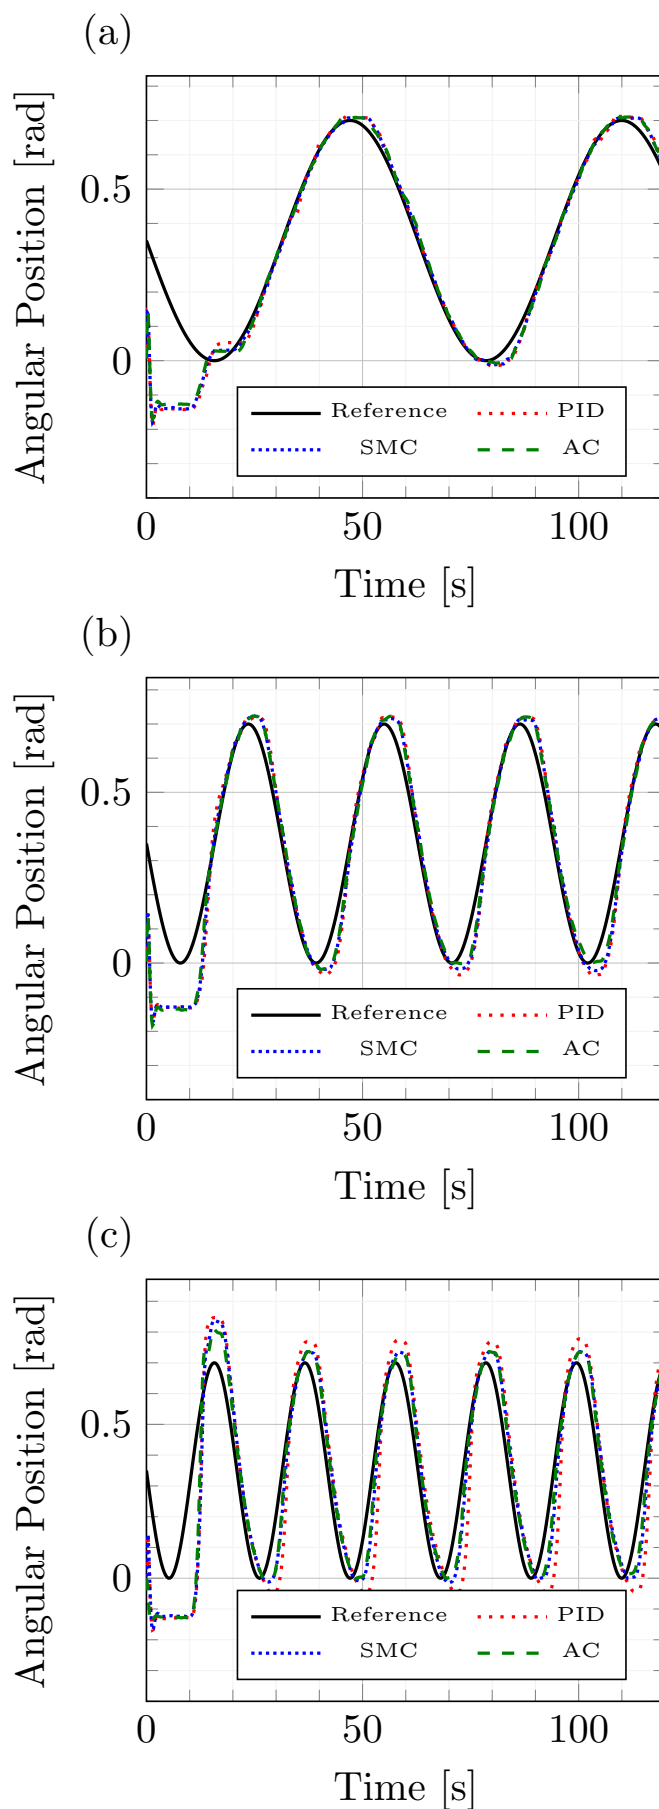 (a)
Angular Position [rad]
0.5
0
Reference PID
SMC AC
0 50 100
Time [s]
(b)
Angular Position [rad]
0.5
0
Reference PID
SMC AC
0 50 100
Time [s]
(c)
Angular Position [rad]
0.5
0
Reference PID
SMC AC
0 50 100
Time [s]